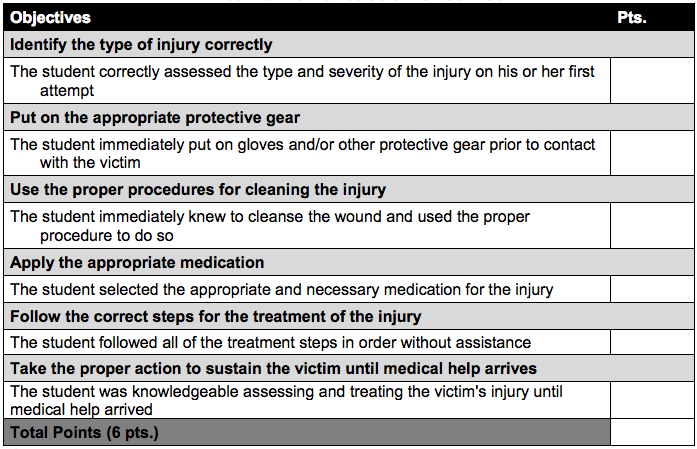 Objectives Pts.
Identify the type of injury correctly
The student correctly assessed the type and severity of the injury on his or her first
attempt
Put on the appropriate protective gear
The student immediately put on gloves and/or other protective gear prior to contact
with the victim
Use the proper procedures for cleaning the injury
The student immediately knew to cleanse the wound and used the proper
procedure to do so
Apply the appropriate medication
The student selected the appropriate and necessary medication for the injury
Follow the correct steps for the treatment of the injury
The student followed all of the treatment steps in order without assistance
Take the proper action to sustain the victim until medical help arrives
The student was knowledgeable assessing and treating the victim's injury until
medical help arrived
Total Points (6 pts.)